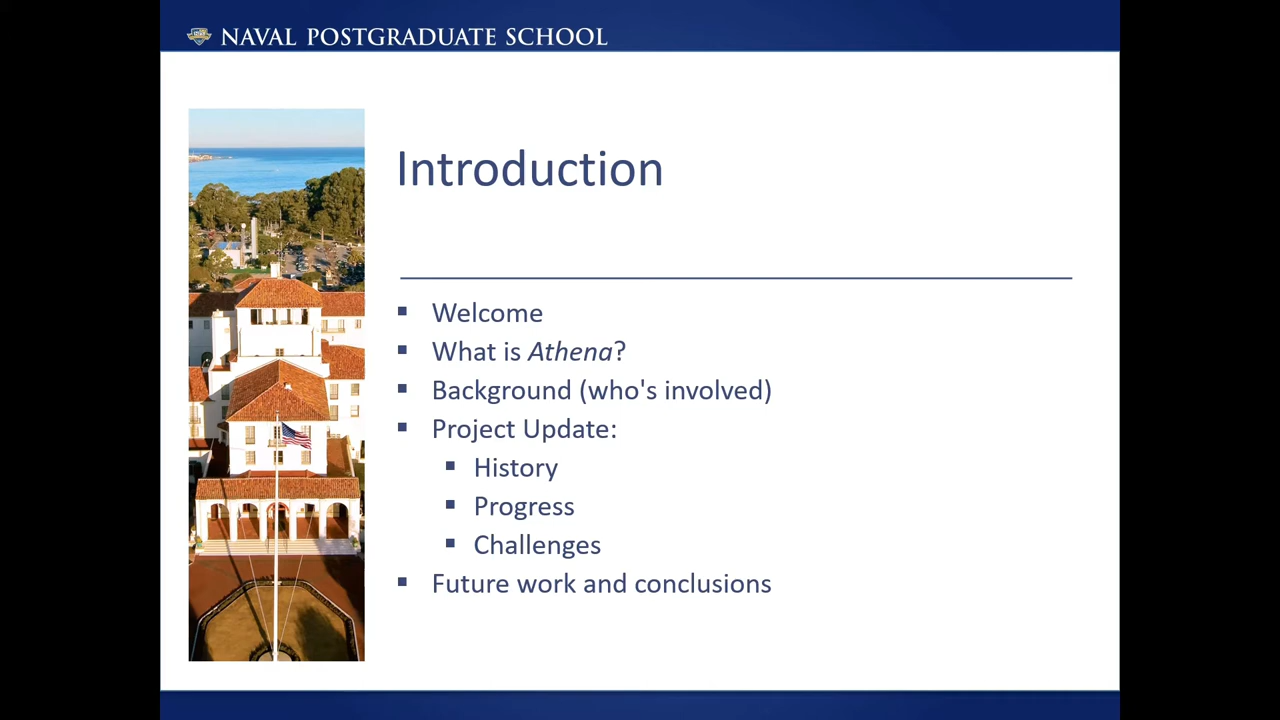 NAVAL POSTGRADUATE SCHOOL
Introduction
▪ Welcome
▪ What is Athena?
▪ Background (who's involved)
▪ Project Update:
▪ History
▪ Progress
▪ Challenges
▪ Future work and conclusions